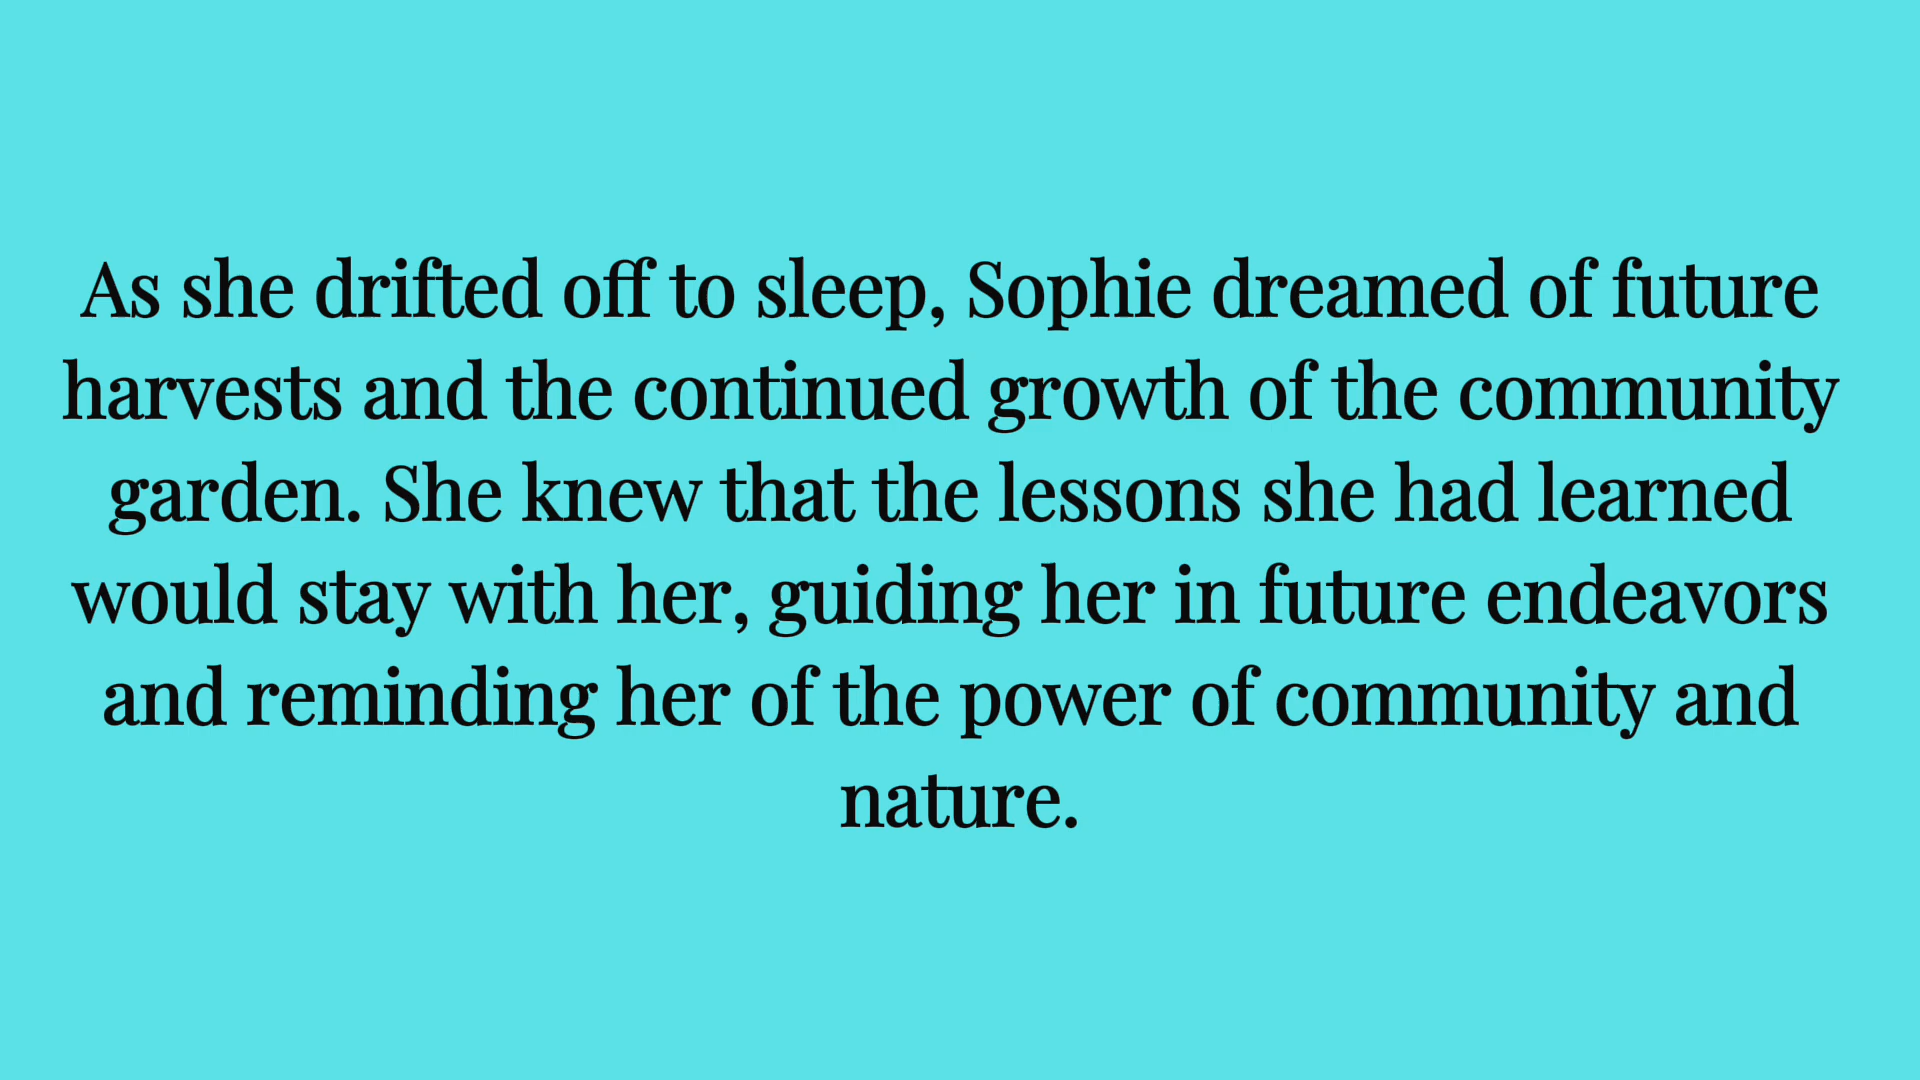 As she drifted off to sleep, Sophie dreamed of future
harvests and the continued growth of the community
garden. She knew that the lessons she had learned
would stay with her, guiding her in future endeavors
and reminding her of the power of community and
nature.